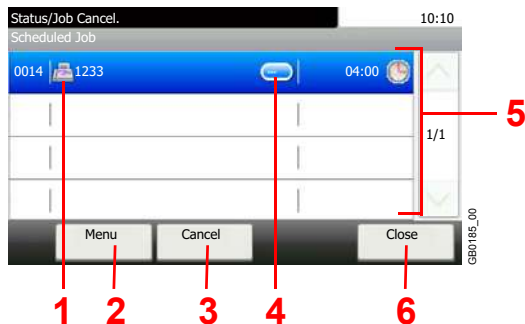 Status/Job Cancel.
10:10
Scheduled Job
0014 1233 04:00
1/1
5
Menu
Cancel
Close
GB0185_00
1
2
3
4
6